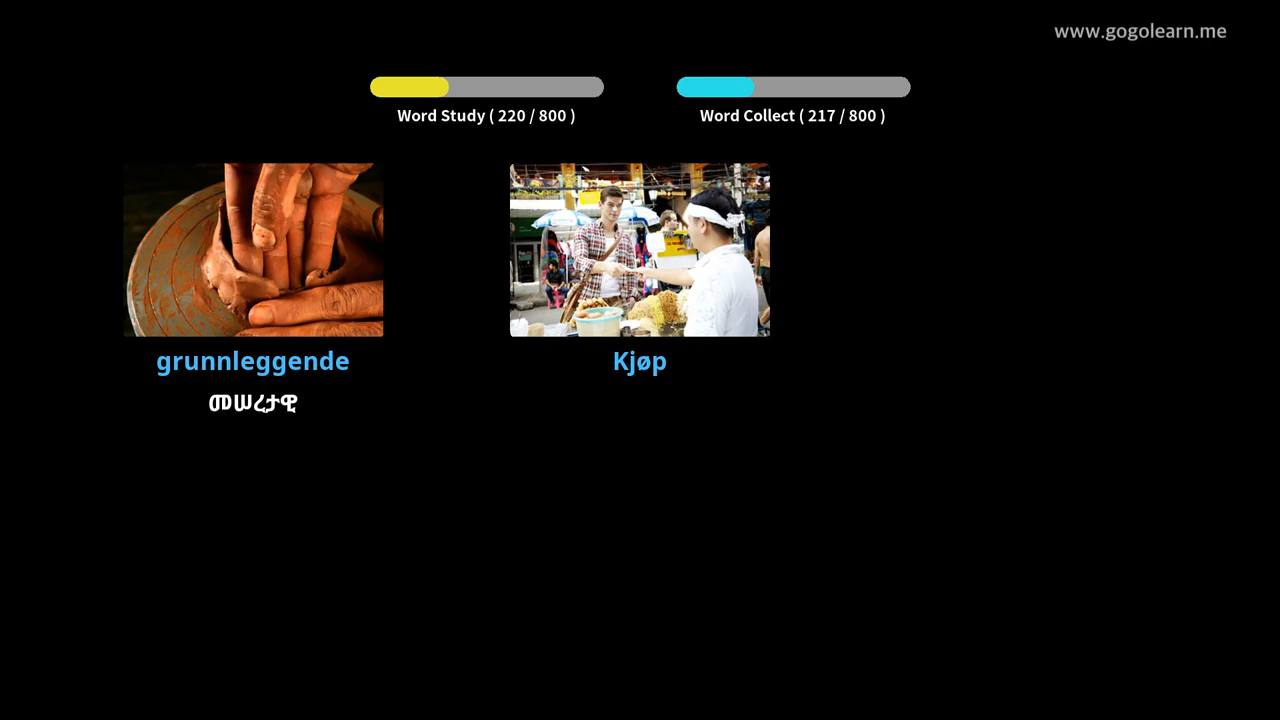 www.gogolearn.me
Word Study ( 220 / 800 )
Word Collect ( 217 / 800 )
grunnleggende
መሠረታዊ
Kjøp